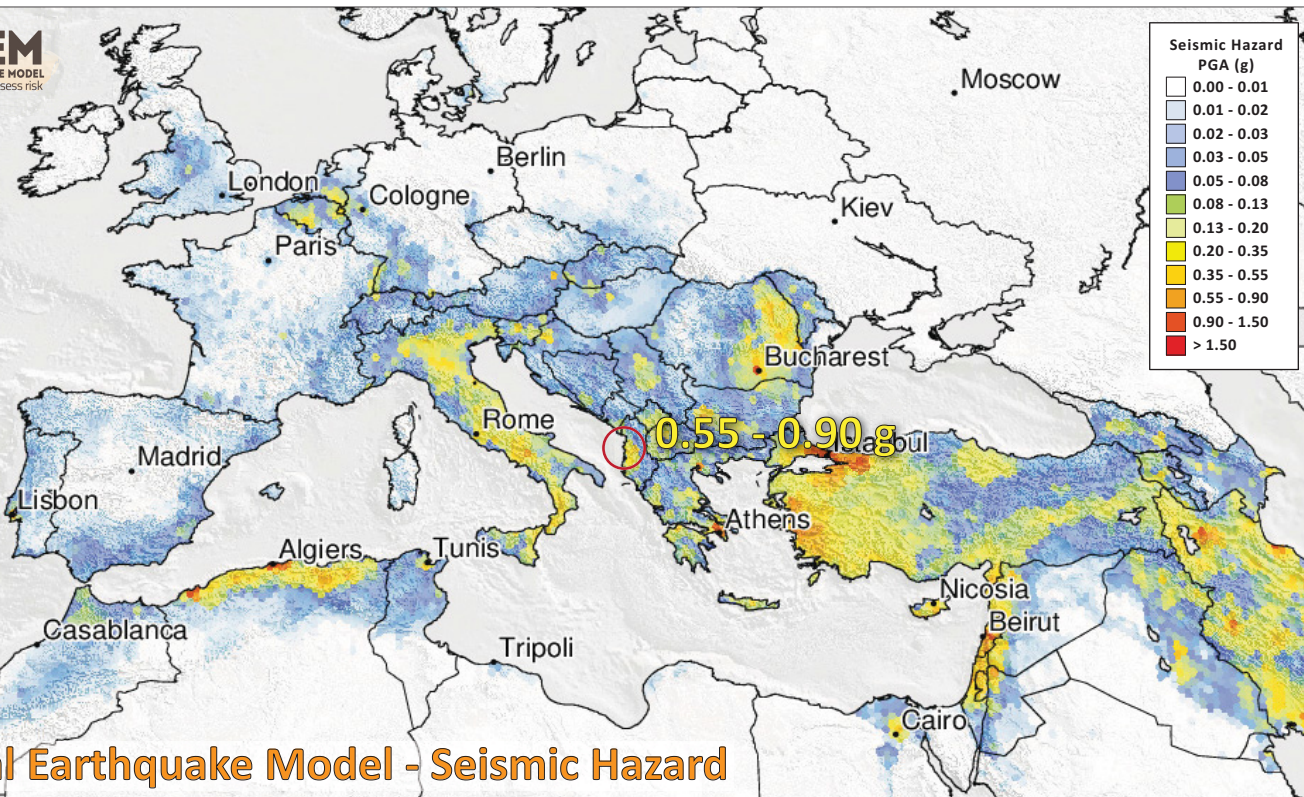 EM
E MODEL
sess risk
Seismic Hazard
PGA (g)
0.00 - 0.01
0.01 - 0.02
0.02 - 0.03
0.03 - 0.05
0.05 - 0.08
0.08 - 0.13
0.13 - 0.20
0.20 - 0.35
0.35 - 0.55
0.55 - 0.90
0.90 - 1.50
> 1.50
Moscow
Berlin
London
Cologne
Kiev
Paris
Bucharest
Rome
0.55 - 0.90 g
Madrid
Lisbon
Athens
Algiers
Tunis
Nicosia
Beirut
Casablanca
Tripoli
Cairo
l Earthquake Model - Seismic Hazard